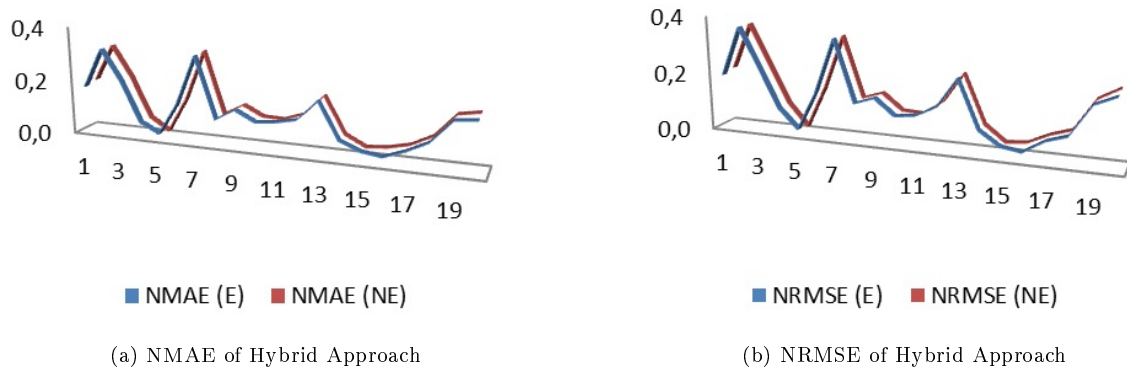 0,4
0,2
0,0
1 3 5 7 9 11 13 15 17 19
NMAE (E) NMAE (NE)
(a) NMAE of Hybrid Approach
0,4
0,2
0,0
1 3 5 7 9 11 13 15 17 19
NRMSE (E) NRMSE (NE)
(b) NRMSE of Hybrid Approach